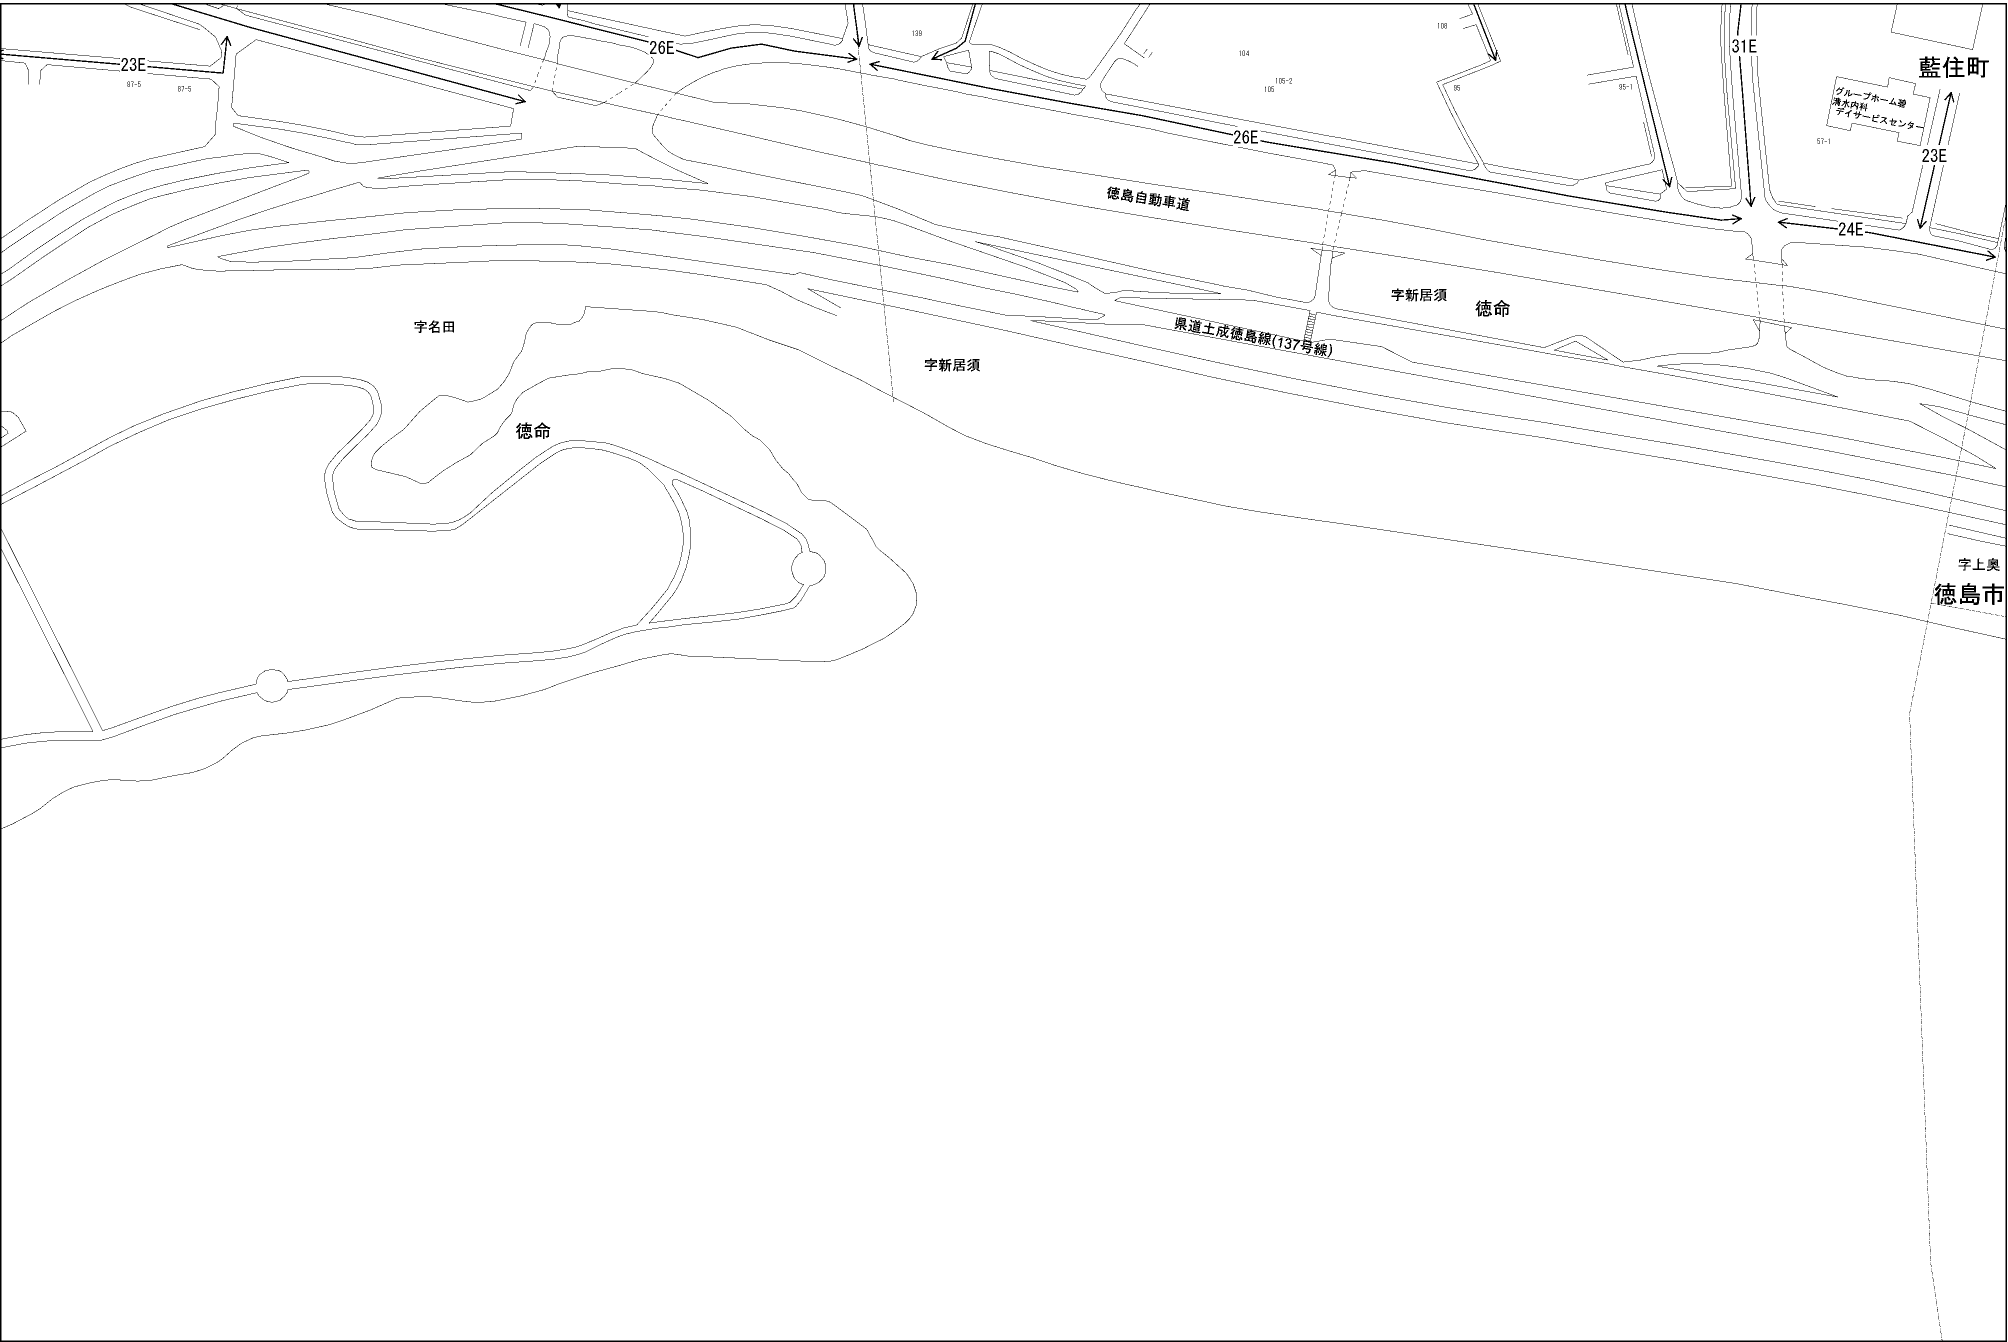 139
26E
23E
87-5
87-5
104
105-2
105
108
95
95-1
31E
藍住町
グループホーム碧
清水内科
デイサービスセンター
57-1
23E
26E
24E
徳島自動車道
字新居須
徳命
県道土成徳島線(137号線)
字名田
字新居須
徳命
字上奥
徳島市